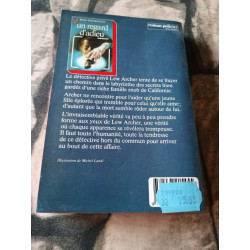 un regard
d'adieu
Le détective privé Lew Archer tente de se frayer
un chemin dans le labyrinthe des secrets bien
gardés d'une riche famille snob de Californie.
Archer ne rencontre pour l'aider qu'une jeune
fille éplorée qui tremble pour celui qu'elle aime;
d'autant que la mort semble rôder autour de lui.
L'invraisemblable vérité va peu à peu prendre
forme aux yeux de Lew Archer, une vérité
où chaque apparence se révélera trompeuse.
Il faut toute l'humanité, toute la tendresse
de ce détective hors du commun pour arriver
au bout de cette affaire.
Illustration de Michel Landi